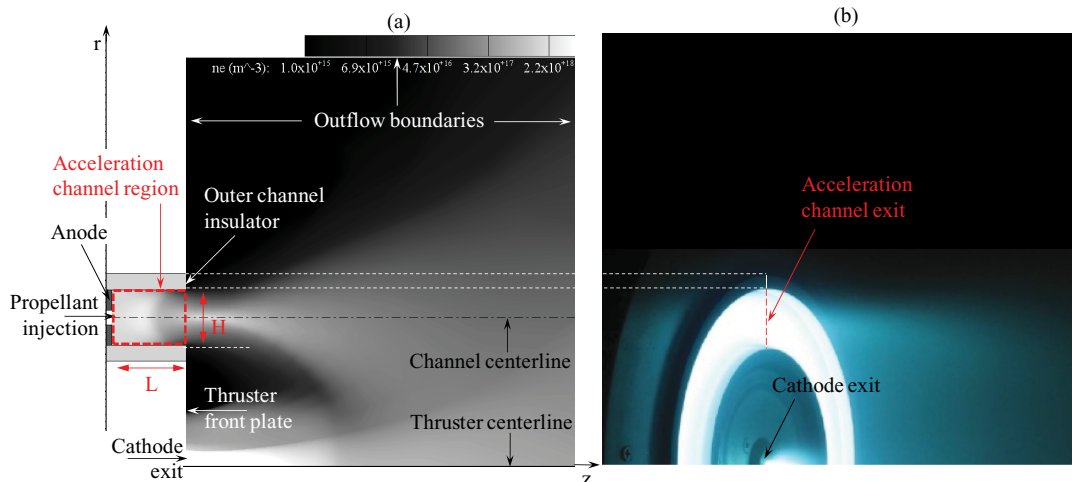 (a)
(b)
r
ne (m^-3): 1.0x10⁺¹⁵ 6.9x10⁺¹⁵ 4.7x10⁺¹⁶ 3.2x10⁺¹⁷ 2.2x10⁺¹⁸
Outflow boundaries
Acceleration
channel region
Outer channel
insulator
Acceleration
channel exit
Anode
Propellant
injection
H
L
Channel centerline
Thruster
front plate
Cathode exit
Thruster centerline
Cathode
exit
z